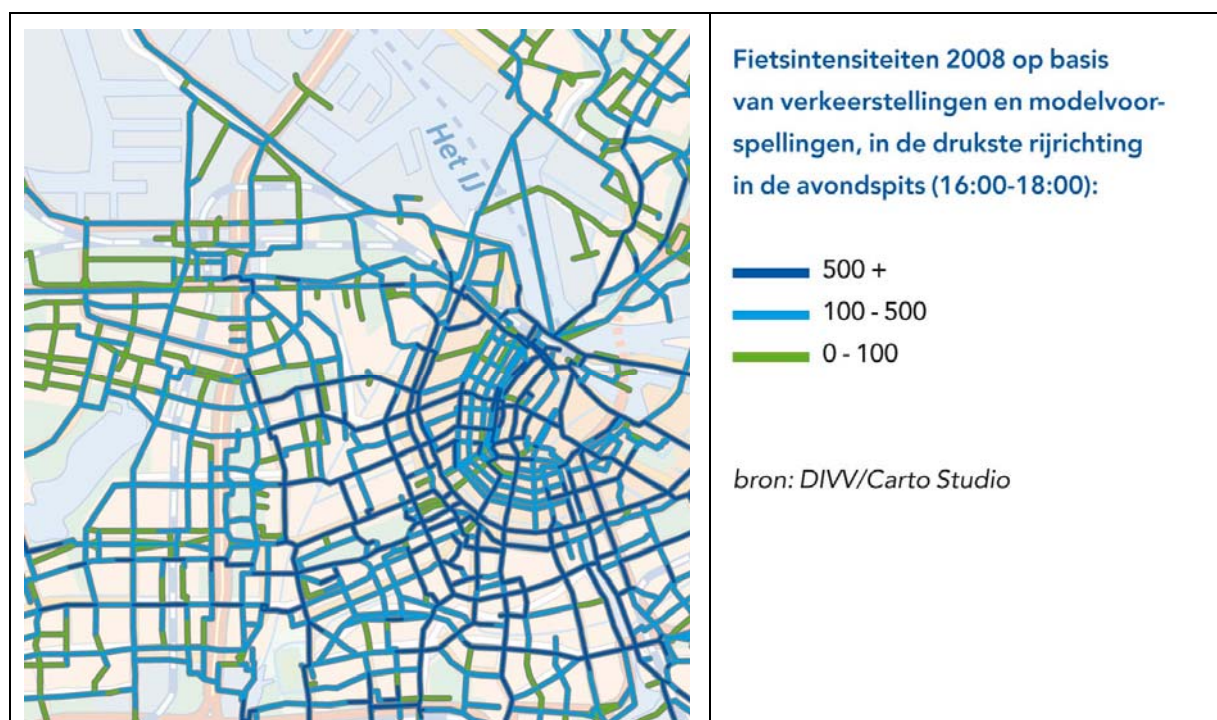 Het IJ
Fietsintensiteiten 2008 op basis
van verkeerstellingen en modelvoor-
spellingen, in de drukste rijrichting
in de avondspits (16:00-18:00):
500 +
100 - 500
0 - 100
bron: DIVV/Carto Studio